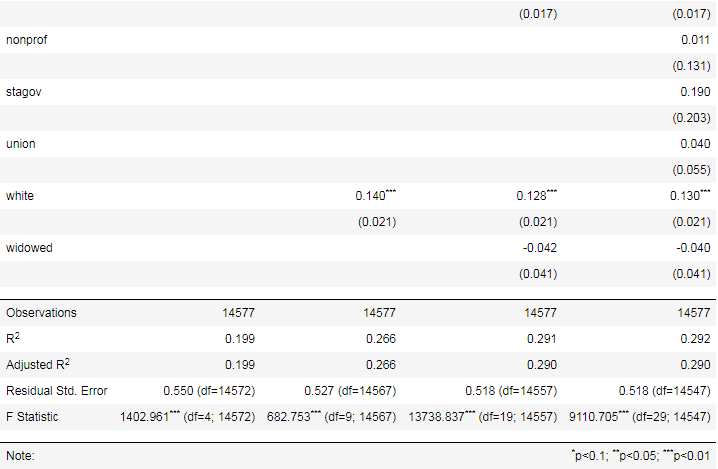 (0.017) (0.017)
nonprof 0.011
(0.131)
stagov 0.190
(0.203)
union 0.040
(0.055)
white 0.140*** 0.128*** 0.130***
(0.021) (0.021) (0.021)
widowed -0.042 -0.040
(0.041) (0.041)
Observations 14577 14577 14577 14577
R2 0.199 0.266 0.291 0.292
Adjusted R2 0.199 0.266 0.290 0.290
Residual Std. Error 0.550 (df=14572) 0.527 (df=14567) 0.518 (df=14557) 0.518 (df=14547)
F Statistic 1402.961*** (df=4; 14572) 682.753*** (df=9; 14567) 13738.837*** (df=19; 14557) 9110.705*** (df=29; 14547)
Note: *p<0.1; **p<0.05; ***p<0.01